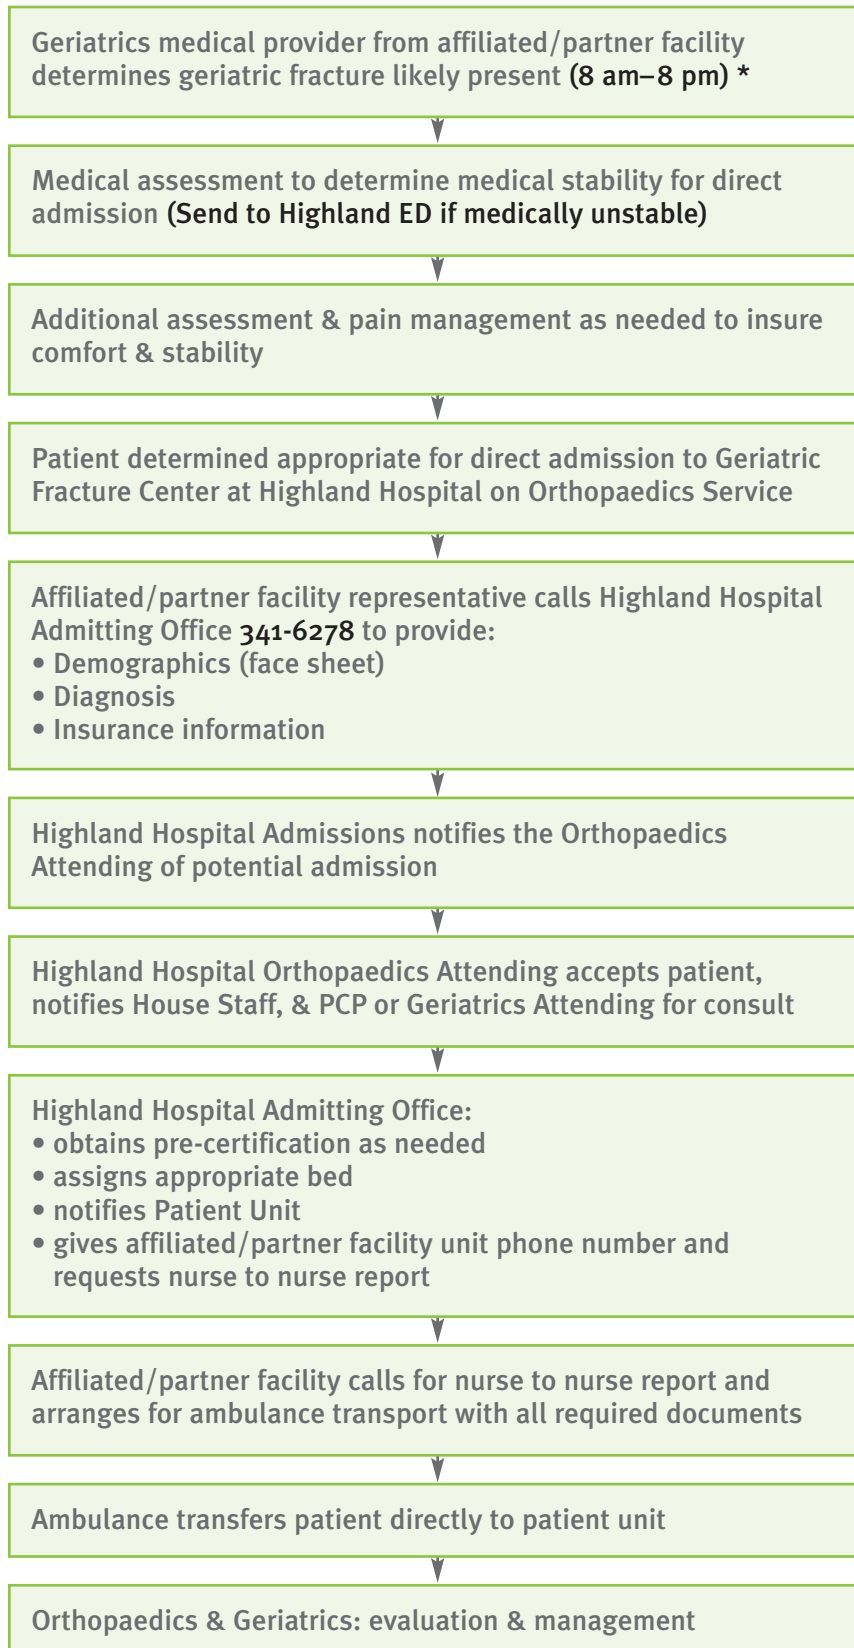 Geriatrics medical provider from affiliated/partner facility
determines geriatric fracture likely present (8 am–8 pm) *
Medical assessment to determine medical stability for direct
admission (Send to Highland ED if medically unstable)
Additional assessment & pain management as needed to insure
comfort & stability
Patient determined appropriate for direct admission to Geriatric
Fracture Center at Highland Hospital on Orthopaedics Service
Affiliated/partner facility representative calls Highland Hospital
Admitting Office 341-6278 to provide:
• Demographics (face sheet)
• Diagnosis
• Insurance information
Highland Hospital Admissions notifies the Orthopaedics
Attending of potential admission
Highland Hospital Orthopaedics Attending accepts patient,
notifies House Staff, & PCP or Geriatrics Attending for consult
Highland Hospital Admitting Office:
• obtains pre-certification as needed
• assigns appropriate bed
• notifies Patient Unit
• gives affiliated/partner facility unit phone number and
requests nurse to nurse report
Affiliated/partner facility calls for nurse to nurse report and
arranges for ambulance transport with all required documents
Ambulance transfers patient directly to patient unit
Orthopaedics & Geriatrics: evaluation & management